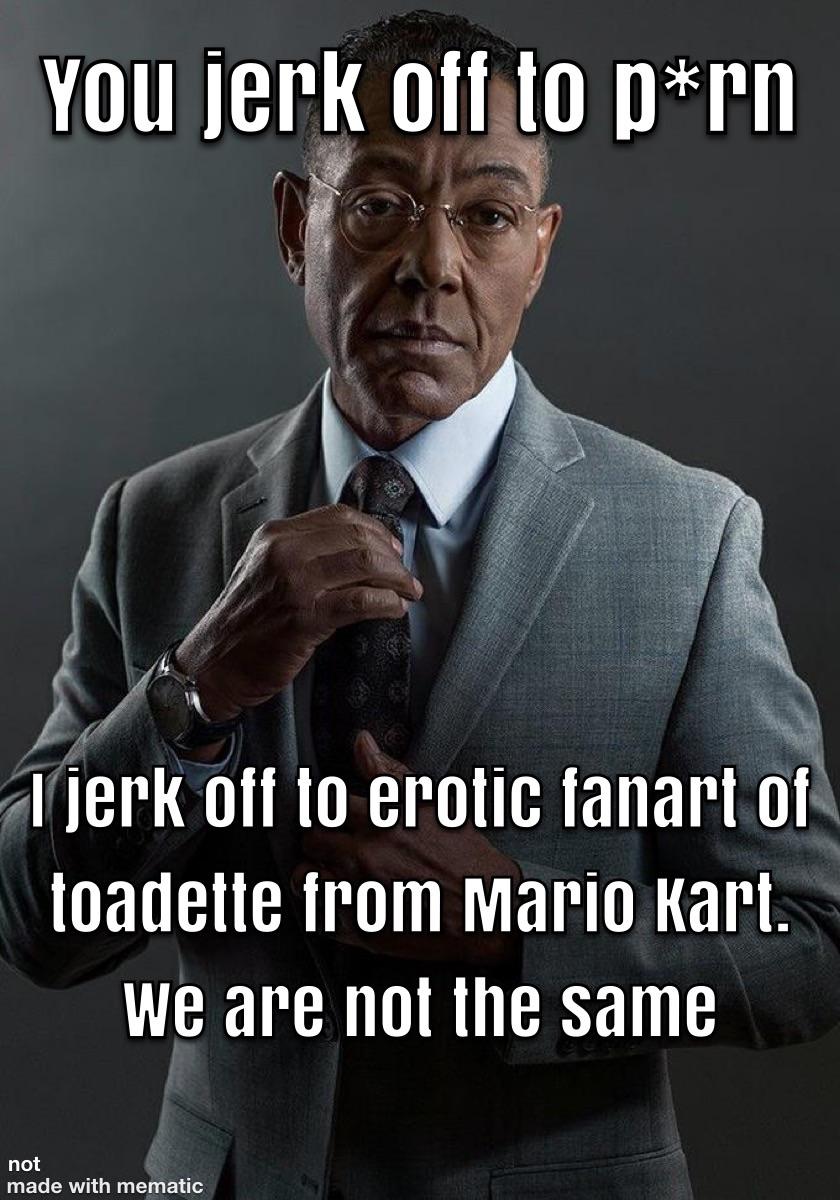 You jerk off to p*rn
I jerk off to erotic fanart of
toadette from Mario Kart.
We are not the same
not
made with mematic